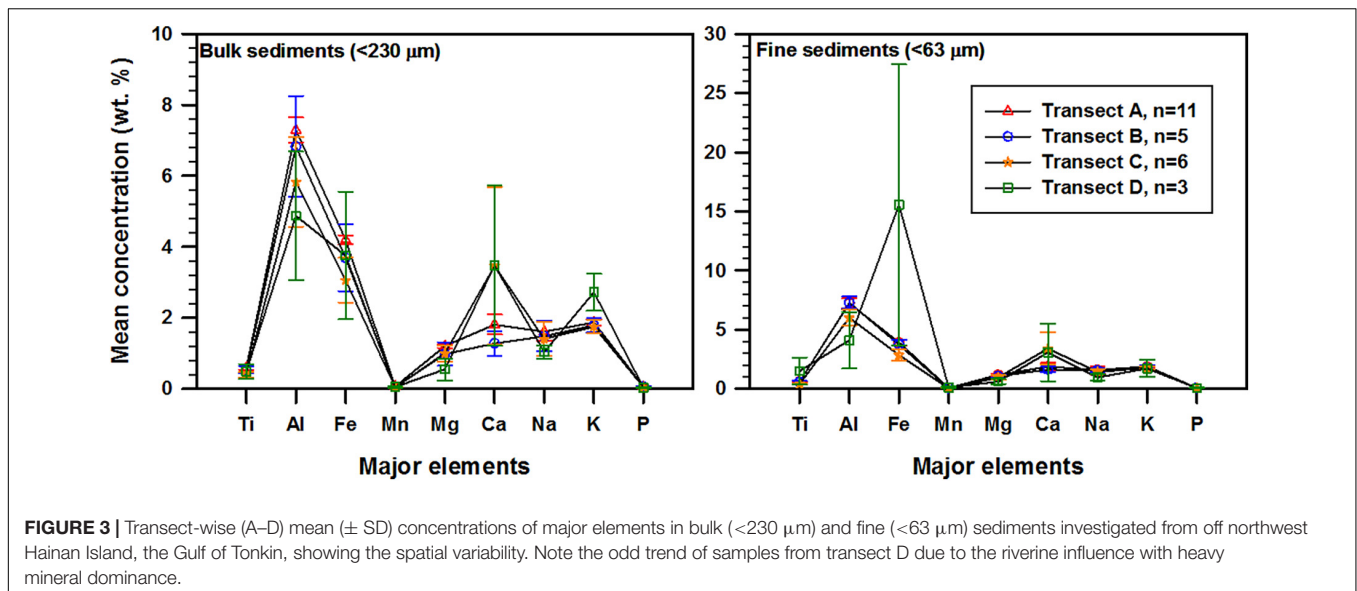 Mean concentration (wt. %)
10
8
6
4
2
0
Bulk sediments (<230 μm)
Ti Al Fe Mn Mg Ca Na K P
Major elements
30
25
20
15
10
5
0
Fine sediments (<63 μm)
Transect A, n=11
Transect B, n=5
Transect C, n=6
Transect D, n=3
Ti Al Fe Mn Mg Ca Na K P
Major elements
FIGURE 3 | Transect-wise (A–D) mean (± SD) concentrations of major elements in bulk (<230 μm) and fine (<63 μm) sediments investigated from off northwest
Hainan Island, the Gulf of Tonkin, showing the spatial variability. Note the odd trend of samples from transect D due to the riverine influence with heavy
mineral dominance.